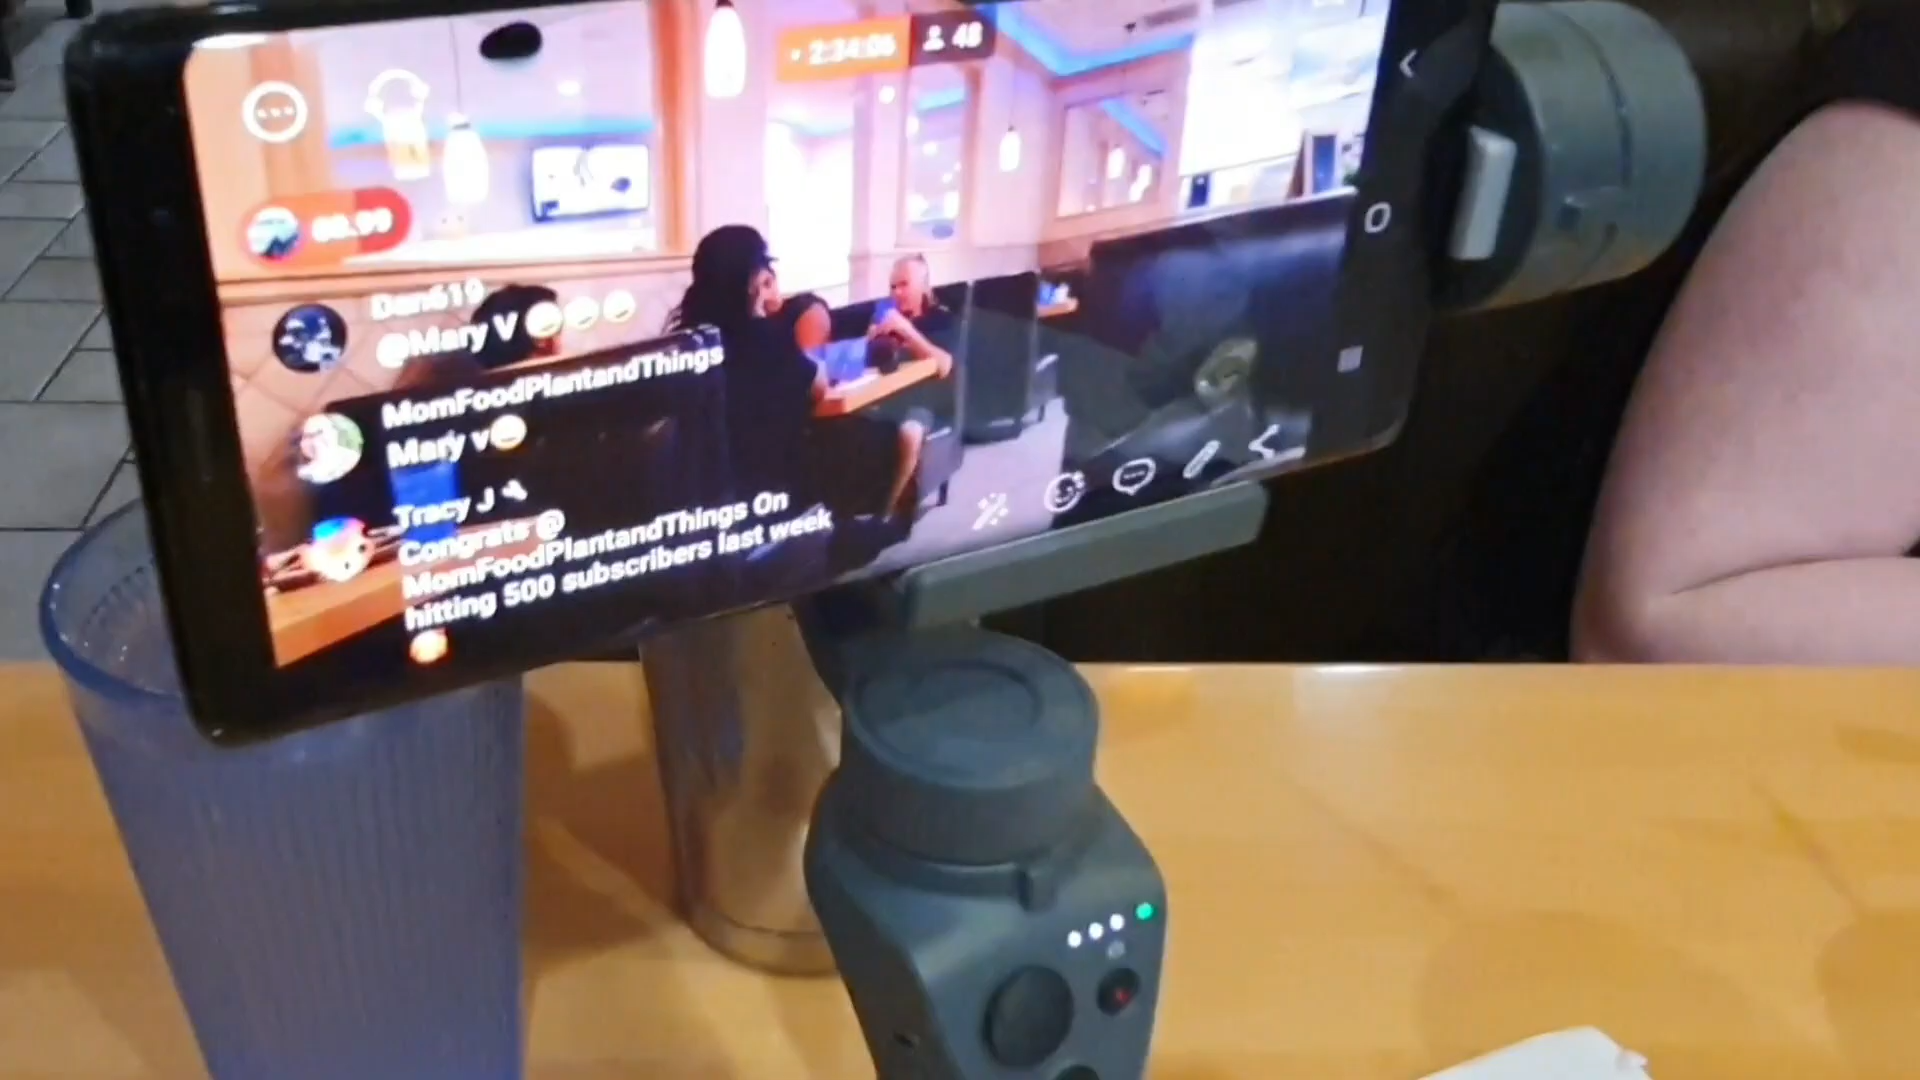 2:34:06
48
Dan619
@Mary V
MomFoodPlantandThings
Mary v
Tracy J
Congrats @
MomFoodPlantandThings On
hitting 500 subscribers last week